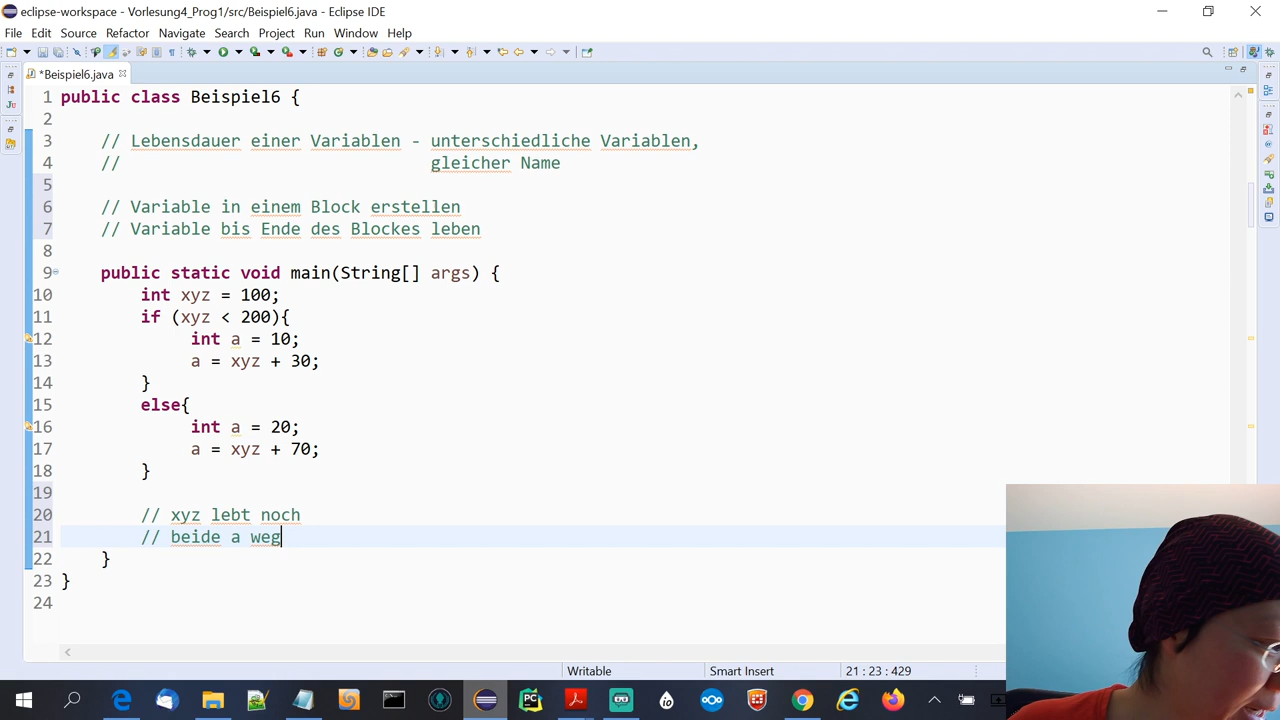 eclipse-workspace - Vorlesung4_Prog1/src/Beispiel6.java - Eclipse IDE
File Edit Source Refactor Navigate Search Project Run Window Help
*Beispiel6.java
1 public class Beispiel6 {
2
3 // Lebensdauer einer Variablen - unterschiedliche Variablen,
4 // gleicher Name
5
6 // Variable in einem Block erstellen
7 // Variable bis Ende des Blockes leben
8
9 public static void main(String[] args) {
10 int xyz = 100;
11 if (xyz < 200){
12 int a = 10;
13 a = xyz + 30;
14 }
15 else{
16 int a = 20;
17 a = xyz + 70;
18 }
19
20 // xyz lebt noch
21 // beide a weg
22 }
23 }
24
Writable Smart Insert 21 : 23 : 429